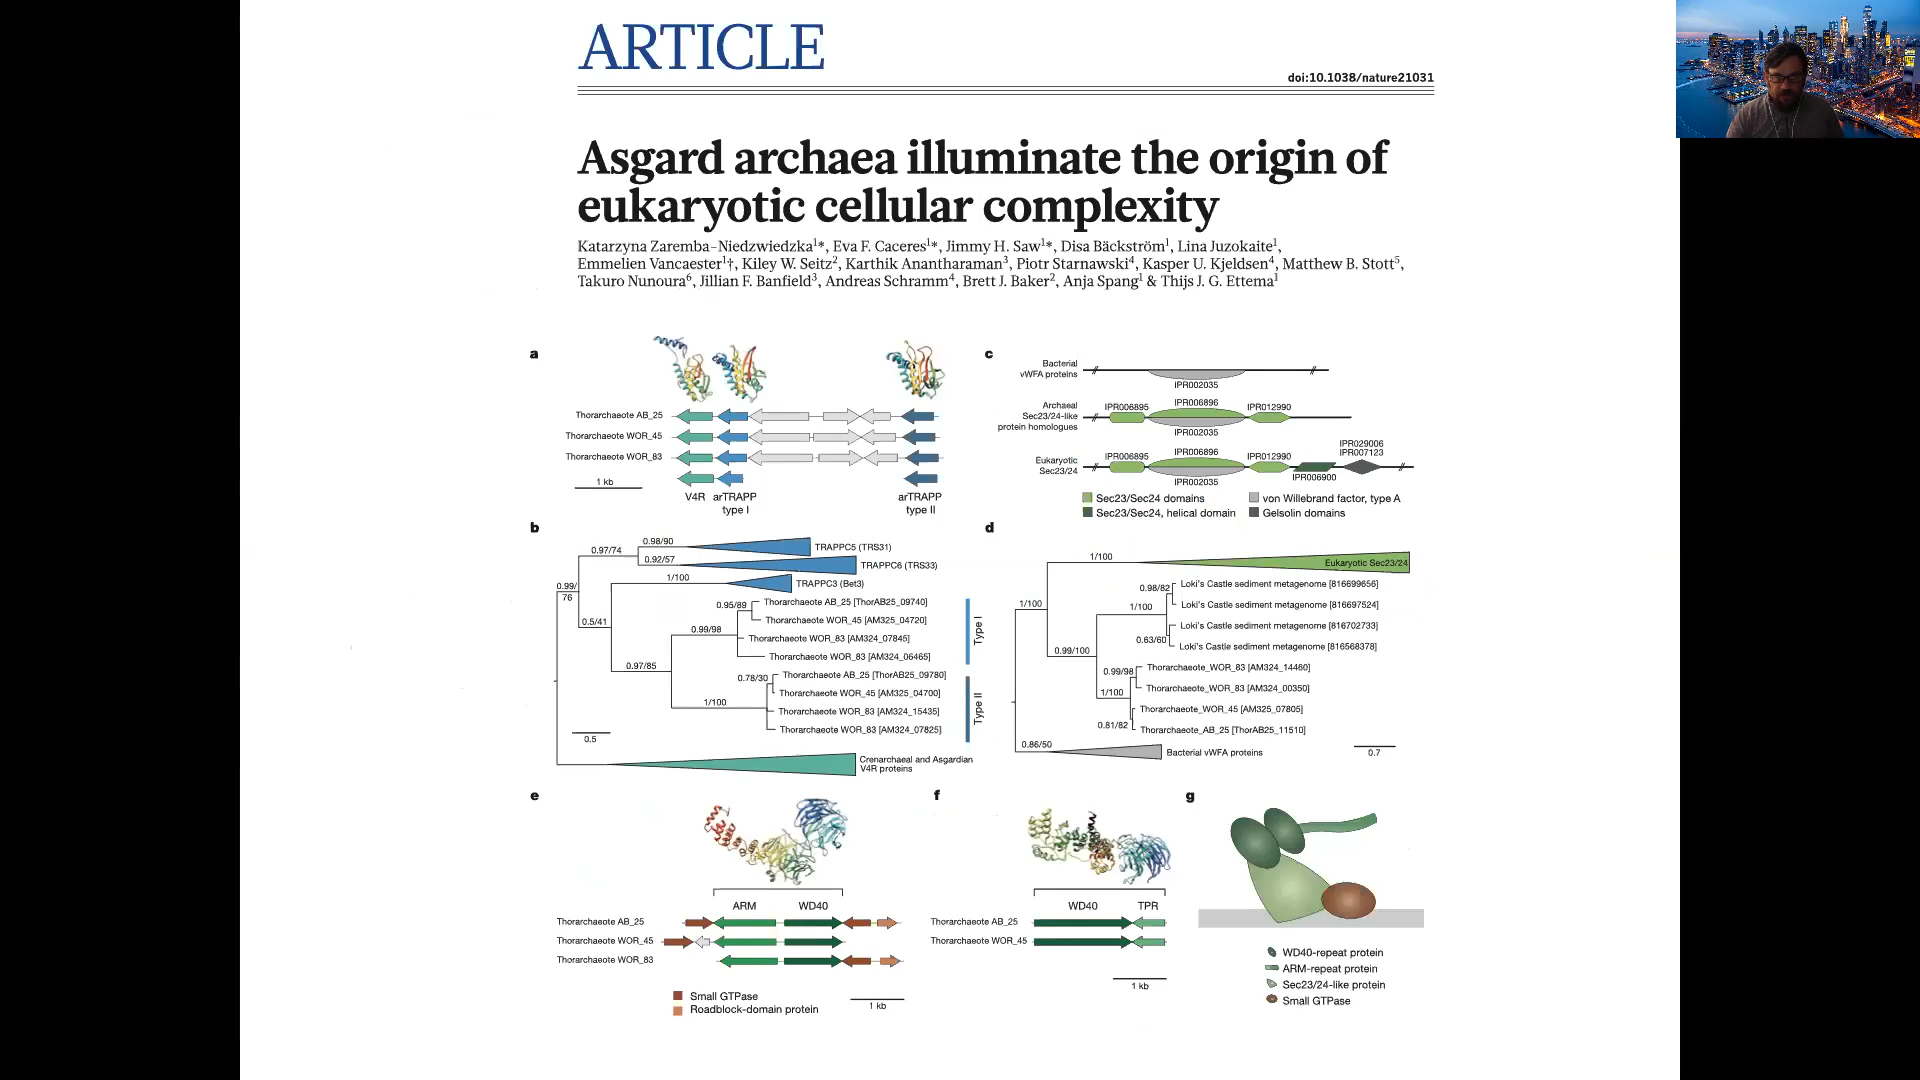 ARTICLE
doi:10.1038/nature21031
Asgard archaea illuminate the origin of
eukaryotic cellular complexity
Katarzyna Zaremba-Niedzwiedzka1*, Eva F. Caceres1*, Jimmy H. Saw1*, Disa Bäckström1, Lina Juzokaite1,
Emmelien Vancaester1†, Kiley W. Seitz2, Karthik Anantharaman3, Piotr Starnawski4, Kasper U. Kjeldsen4, Matthew B. Stott5,
Takuro Nunoura6, Jillian F. Banfield3, Andreas Schramm4, Brett J. Baker2, Anja Spang1 & Thijs J. G. Ettema1
a
Thorarchaeote AB_25
Thorarchaeote WOR_45
Thorarchaeote WOR_83
1 kb
V4R
arTRAPP
type I
arTRAPP
type II
c
Bacterial
vWFA proteins
IPR002035
Archaeal
Sec23/24-like
protein homologues
IPR006895
IPR006896
IPR012990
IPR002035
Eukaryotic
Sec23/24
IPR006895
IPR006896
IPR012990
IPR029006
IPR007123
IPR002035
IPR006900
Sec23/Sec24 domains
von Willebrand factor, type A
Sec23/Sec24, helical domain
Gelsolin domains
b
0.98/90
TRAPPC5 (TRS31)
0.97/74
0.92/57
TRAPPC6 (TRS33)
1/100
TRAPPC3 (Bet3)
0.99/
76
0.95/89
Thorarchaeote AB_25 [ThorAB25_09740]
Thorarchaeote WOR_45 [AM325_04720]
0.5/41
0.99/98
Thorarchaeote WOR_83 [AM324_07845]
Thorarchaeote WOR_83 [AM324_06465]
Type I
0.97/85
0.78/30
Thorarchaeote AB_25 [ThorAB25_09780]
Thorarchaeote WOR_45 [AM325_04700]
1/100
Thorarchaeote WOR_83 [AM324_15435]
Thorarchaeote WOR_83 [AM324_07825]
Type II
0.5
Crenarchaeal and Asgardian
V4R proteins
d
1/100
Eukaryotic Sec23/24
0.98/82
Loki's Castle sediment metagenome [816699656]
1/100
1/100
Loki's Castle sediment metagenome [816697524]
Loki's Castle sediment metagenome [816702733]
0.63/60
Loki's Castle sediment metagenome [816568378]
0.99/100
0.99/98
Thorarchaeote_WOR_83 [AM324_14460]
1/100
Thorarchaeote_WOR_83 [AM324_00350]
Thorarchaeote_WOR_45 [AM325_07805]
0.81/82
Thorarchaeote_AB_25 [ThorAB25_11510]
0.86/50
Bacterial vWFA proteins
0.7
e
ARM
WD40
Thorarchaeote AB_25
Thorarchaeote WOR_45
Thorarchaeote WOR_83
Small GTPase
Roadblock-domain protein
1 kb
f
WD40
TPR
Thorarchaeote AB_25
Thorarchaeote WOR_45
1 kb
g
WD40-repeat protein
ARM-repeat protein
Sec23/24-like protein
Small GTPase